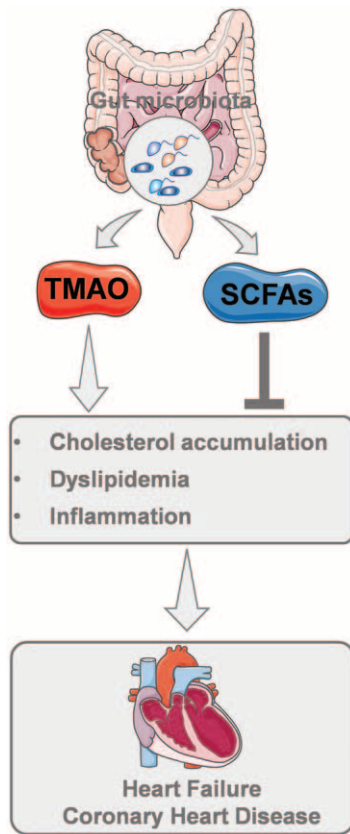 Gut microbiota
TMAO
SCFAs
• Cholesterol accumulation
• Dyslipidemia
• Inflammation
Heart Failure
Coronary Heart Disease